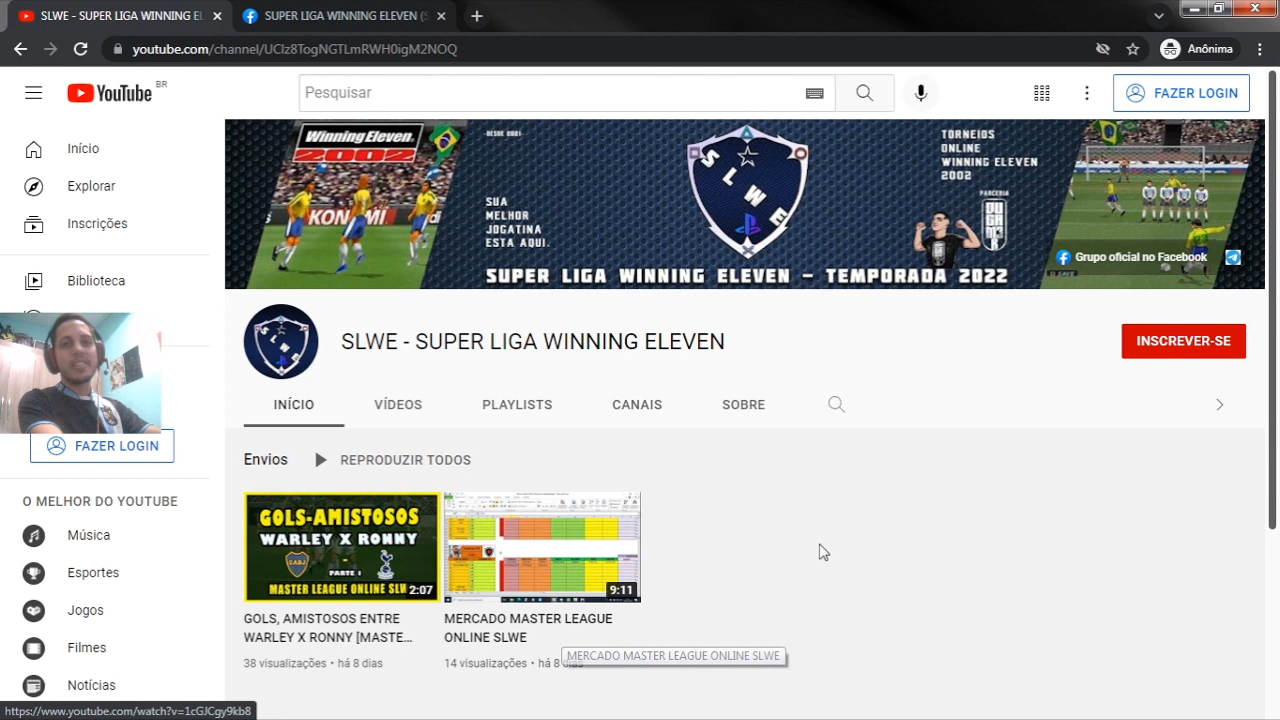 SLWE - SUPER LIGA WINNING EL
SUPER LIGA WINNING ELEVEN (S
youtube.com/channel/UClz8TogNGTLmRWH0igM2NOQ
Anônima
YouTube BR
Pesquisar
FAZER LOGIN
Início
Explorar
Inscrições
Biblioteca
FAZER LOGIN
O MELHOR DO YOUTUBE
Música
Esportes
Jogos
Filmes
Notícias
Winning Eleven
2002
KONAMI
-DESDE 2021-
SUA
MELHOR
JOGATINA
ESTA AQUI.
SLWE
TORNEIOS
ONLINE
WINNING ELEVEN
2002
PARCERIA
SUPER LIGA WINNING ELEVEN - TEMPORADA 2022
Grupo oficial no Facebook
SLWE - SUPER LIGA WINNING ELEVEN
INSCREVER-SE
INÍCIO
VÍDEOS
PLAYLISTS
CANAIS
SOBRE
Envios
REPRODUZIR TODOS
GOLS-AMISTOSOS
WARLEY X RONNY
CABJ
PARTE 1
MASTER LEAGUE ONLINE SLW
2:07
9:11
GOLS, AMISTOSOS ENTRE
WARLEY X RONNY [MASTE...
38 visualizações • há 8 dias
MERCADO MASTER LEAGUE
ONLINE SLWE
14 visualizações • há 8 dias
MERCADO MASTER LEAGUE ONLINE SLWE
https://www.youtube.com/watch?v=1cGJCgy9kb8